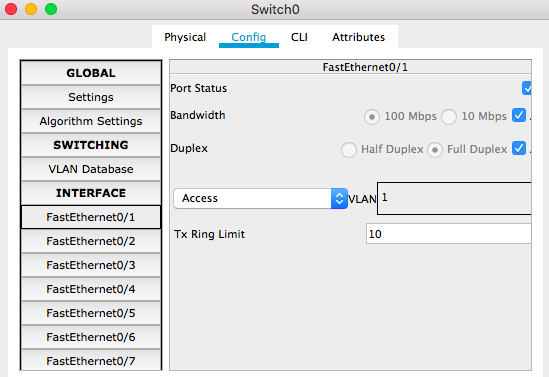 Switch0
Physical Config CLI Attributes
GLOBAL
Settings
Algorithm Settings
SWITCHING
VLAN Database
INTERFACE
FastEthernet0/1
FastEthernet0/2
FastEthernet0/3
FastEthernet0/4
FastEthernet0/5
FastEthernet0/6
FastEthernet0/7
FastEthernet0/1
Port Status
Bandwidth 100 Mbps 10 Mbps
Duplex Half Duplex Full Duplex
Access VLAN 1
Tx Ring Limit 10